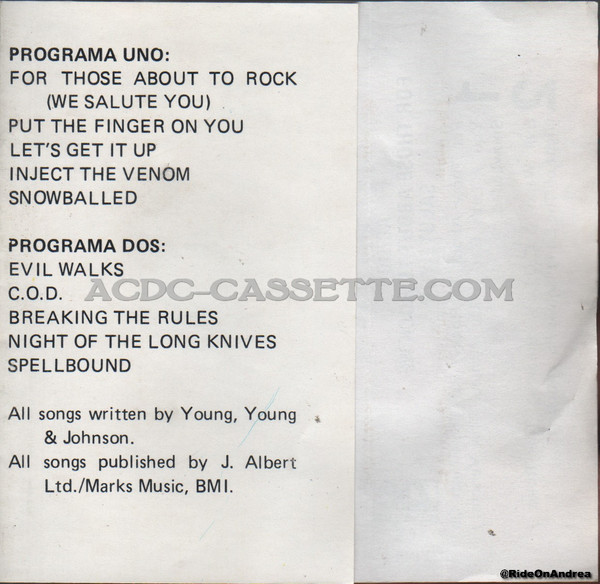 PROGRAMA UNO:
FOR THOSE ABOUT TO ROCK
(WE SALUTE YOU)
PUT THE FINGER ON YOU
LET'S GET IT UP
INJECT THE VENOM
SNOWBALLED
PROGRAMA DOS:
EVIL WALKS
C.O.D.
BREAKING THE RULES
NIGHT OF THE LONG KNIVES
SPELLBOUND
All songs written by Young, Young
& Johnson.
All songs published by J. Albert
Ltd./Marks Music, BMI.
ACDC-CASSETTE.COM
@RideOnAndrea